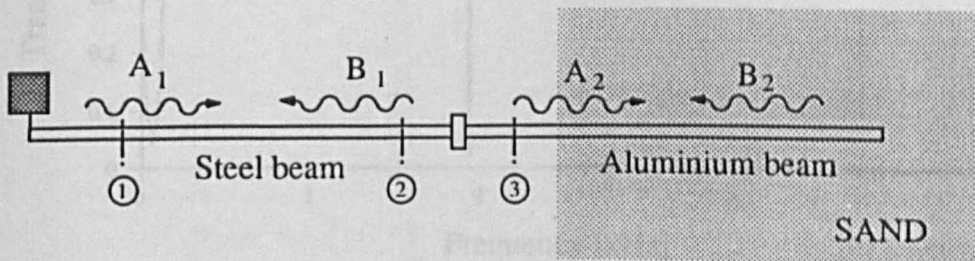 A1
B1
A2
B2
Steel beam
Aluminium beam
①
②
③
SAND